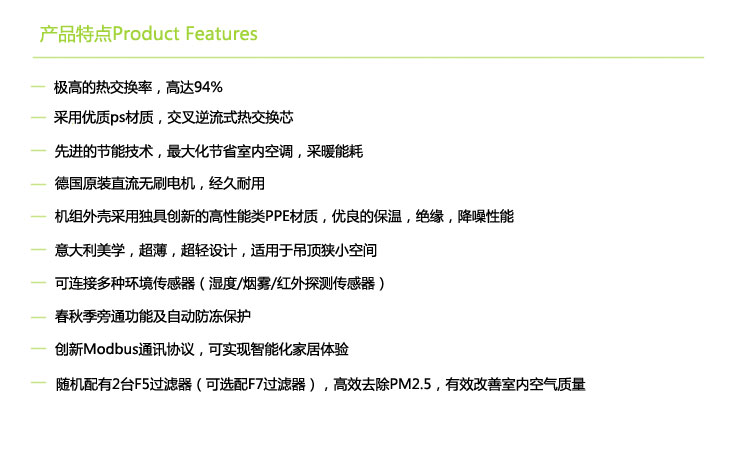 产品特点Product Features
极高的热交换率，高达94%
采用优质ps材质，交叉逆流式热交换芯
先进的节能技术，最大化节省室内空调，采暖能耗
德国原装直流无刷电机，经久耐用
机组外壳采用独具创新的高性能类PPE材质，优良的保温，绝缘，降噪性能
意大利美学，超薄，超轻设计，适用于吊顶狭小空间
可连接多种环境传感器（湿度/烟雾/红外探测传感器）
春秋季旁通功能及自动防冻保护
创新Modbus通讯协议，可实现智能化家居体验
随机配有2台F5过滤器（可选配F7过滤器），高效去除PM2.5，有效改善室内空气质量